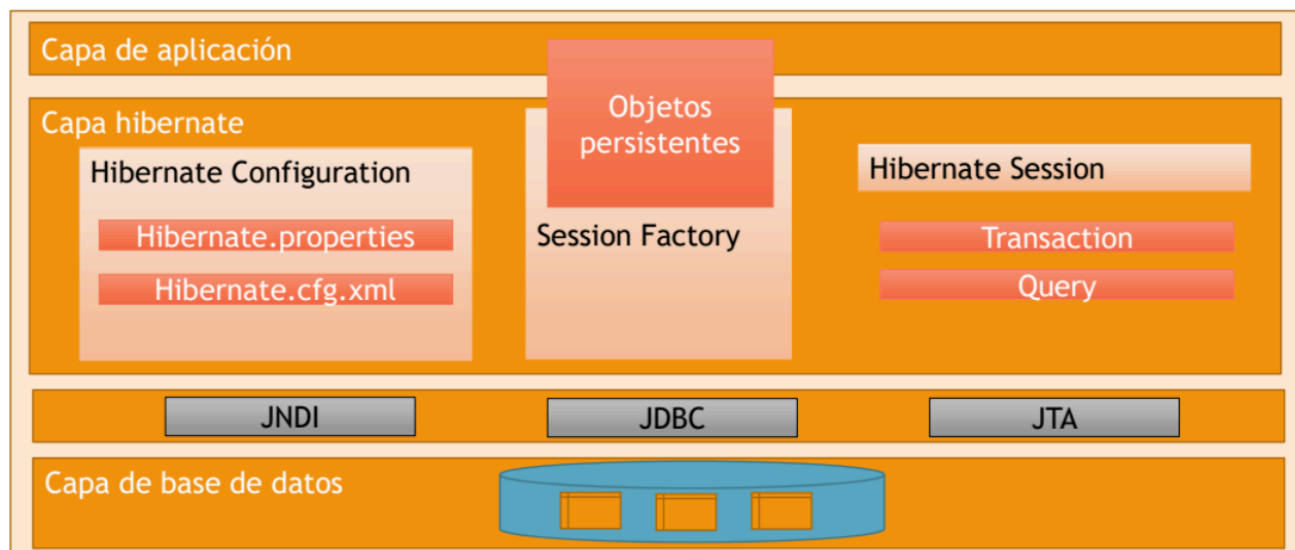 Capa de aplicación
Objetos
persistentes
Capa hibernate
Hibernate Configuration
Hibernate.properties
Hibernate.cfg.xml
Session Factory
Hibernate Session
Transaction
Query
JNDI
JDBC
JTA
Capa de base de datos